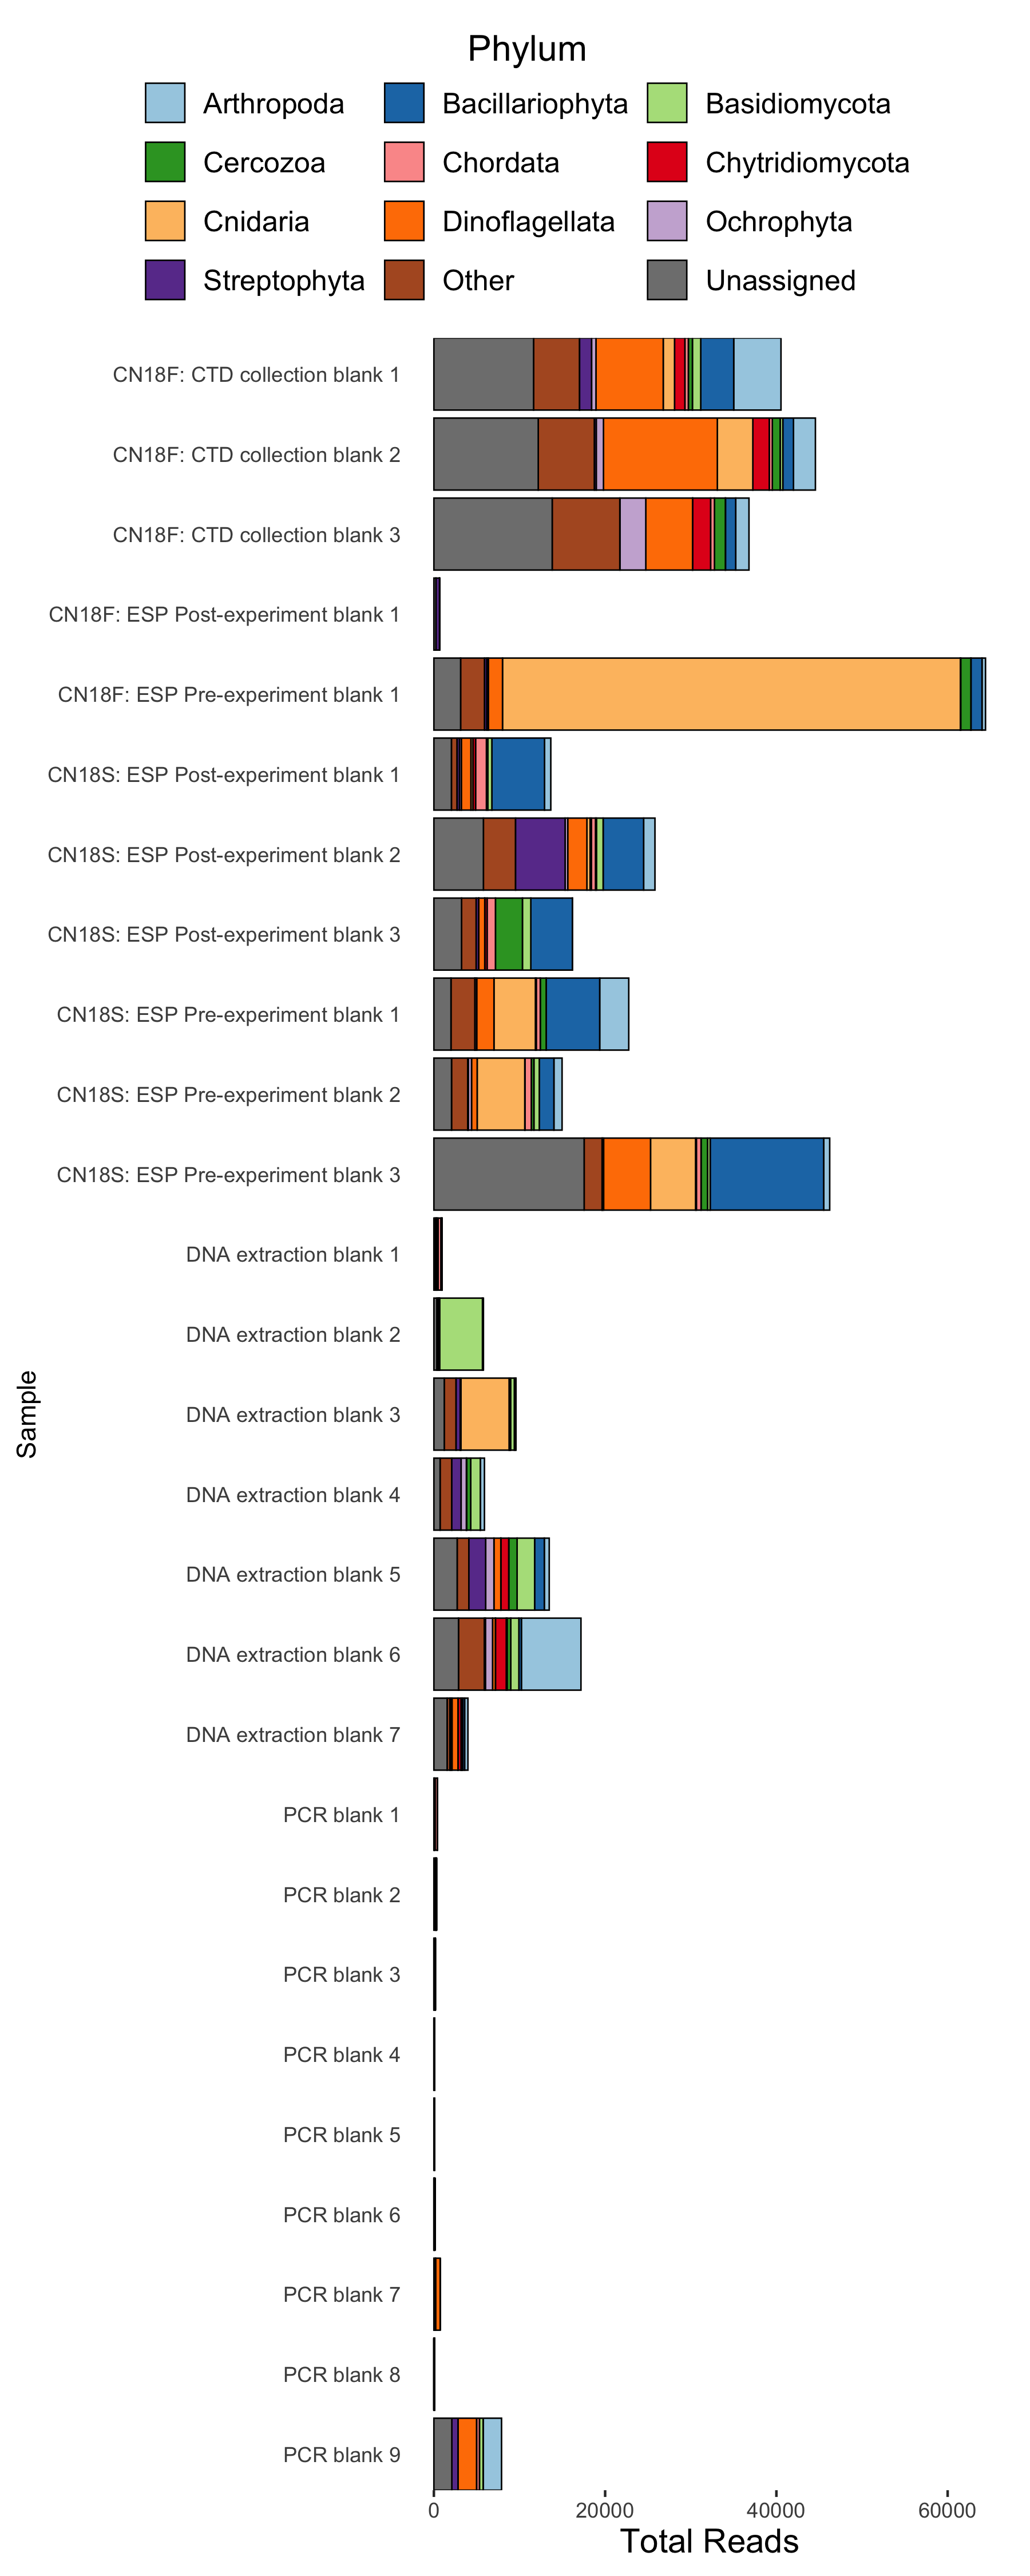 Phylum
Arthropoda Bacillariophyta Basidiomycota
Cercozoa Chordata Chytridiomycota
Cnidaria Dinoflagellata Ochrophyta
Streptophyta Other Unassigned
CN18F: CTD collection blank 1
CN18F: CTD collection blank 2
CN18F: CTD collection blank 3
CN18F: ESP Post-experiment blank 1
CN18F: ESP Pre-experiment blank 1
CN18S: ESP Post-experiment blank 1
CN18S: ESP Post-experiment blank 2
CN18S: ESP Post-experiment blank 3
CN18S: ESP Pre-experiment blank 1
CN18S: ESP Pre-experiment blank 2
CN18S: ESP Pre-experiment blank 3
DNA extraction blank 1
DNA extraction blank 2
DNA extraction blank 3
DNA extraction blank 4
DNA extraction blank 5
DNA extraction blank 6
DNA extraction blank 7
PCR blank 1
PCR blank 2
PCR blank 3
PCR blank 4
PCR blank 5
PCR blank 6
PCR blank 7
PCR blank 8
PCR blank 9
Sample
0 20000 40000 60000
Total Reads